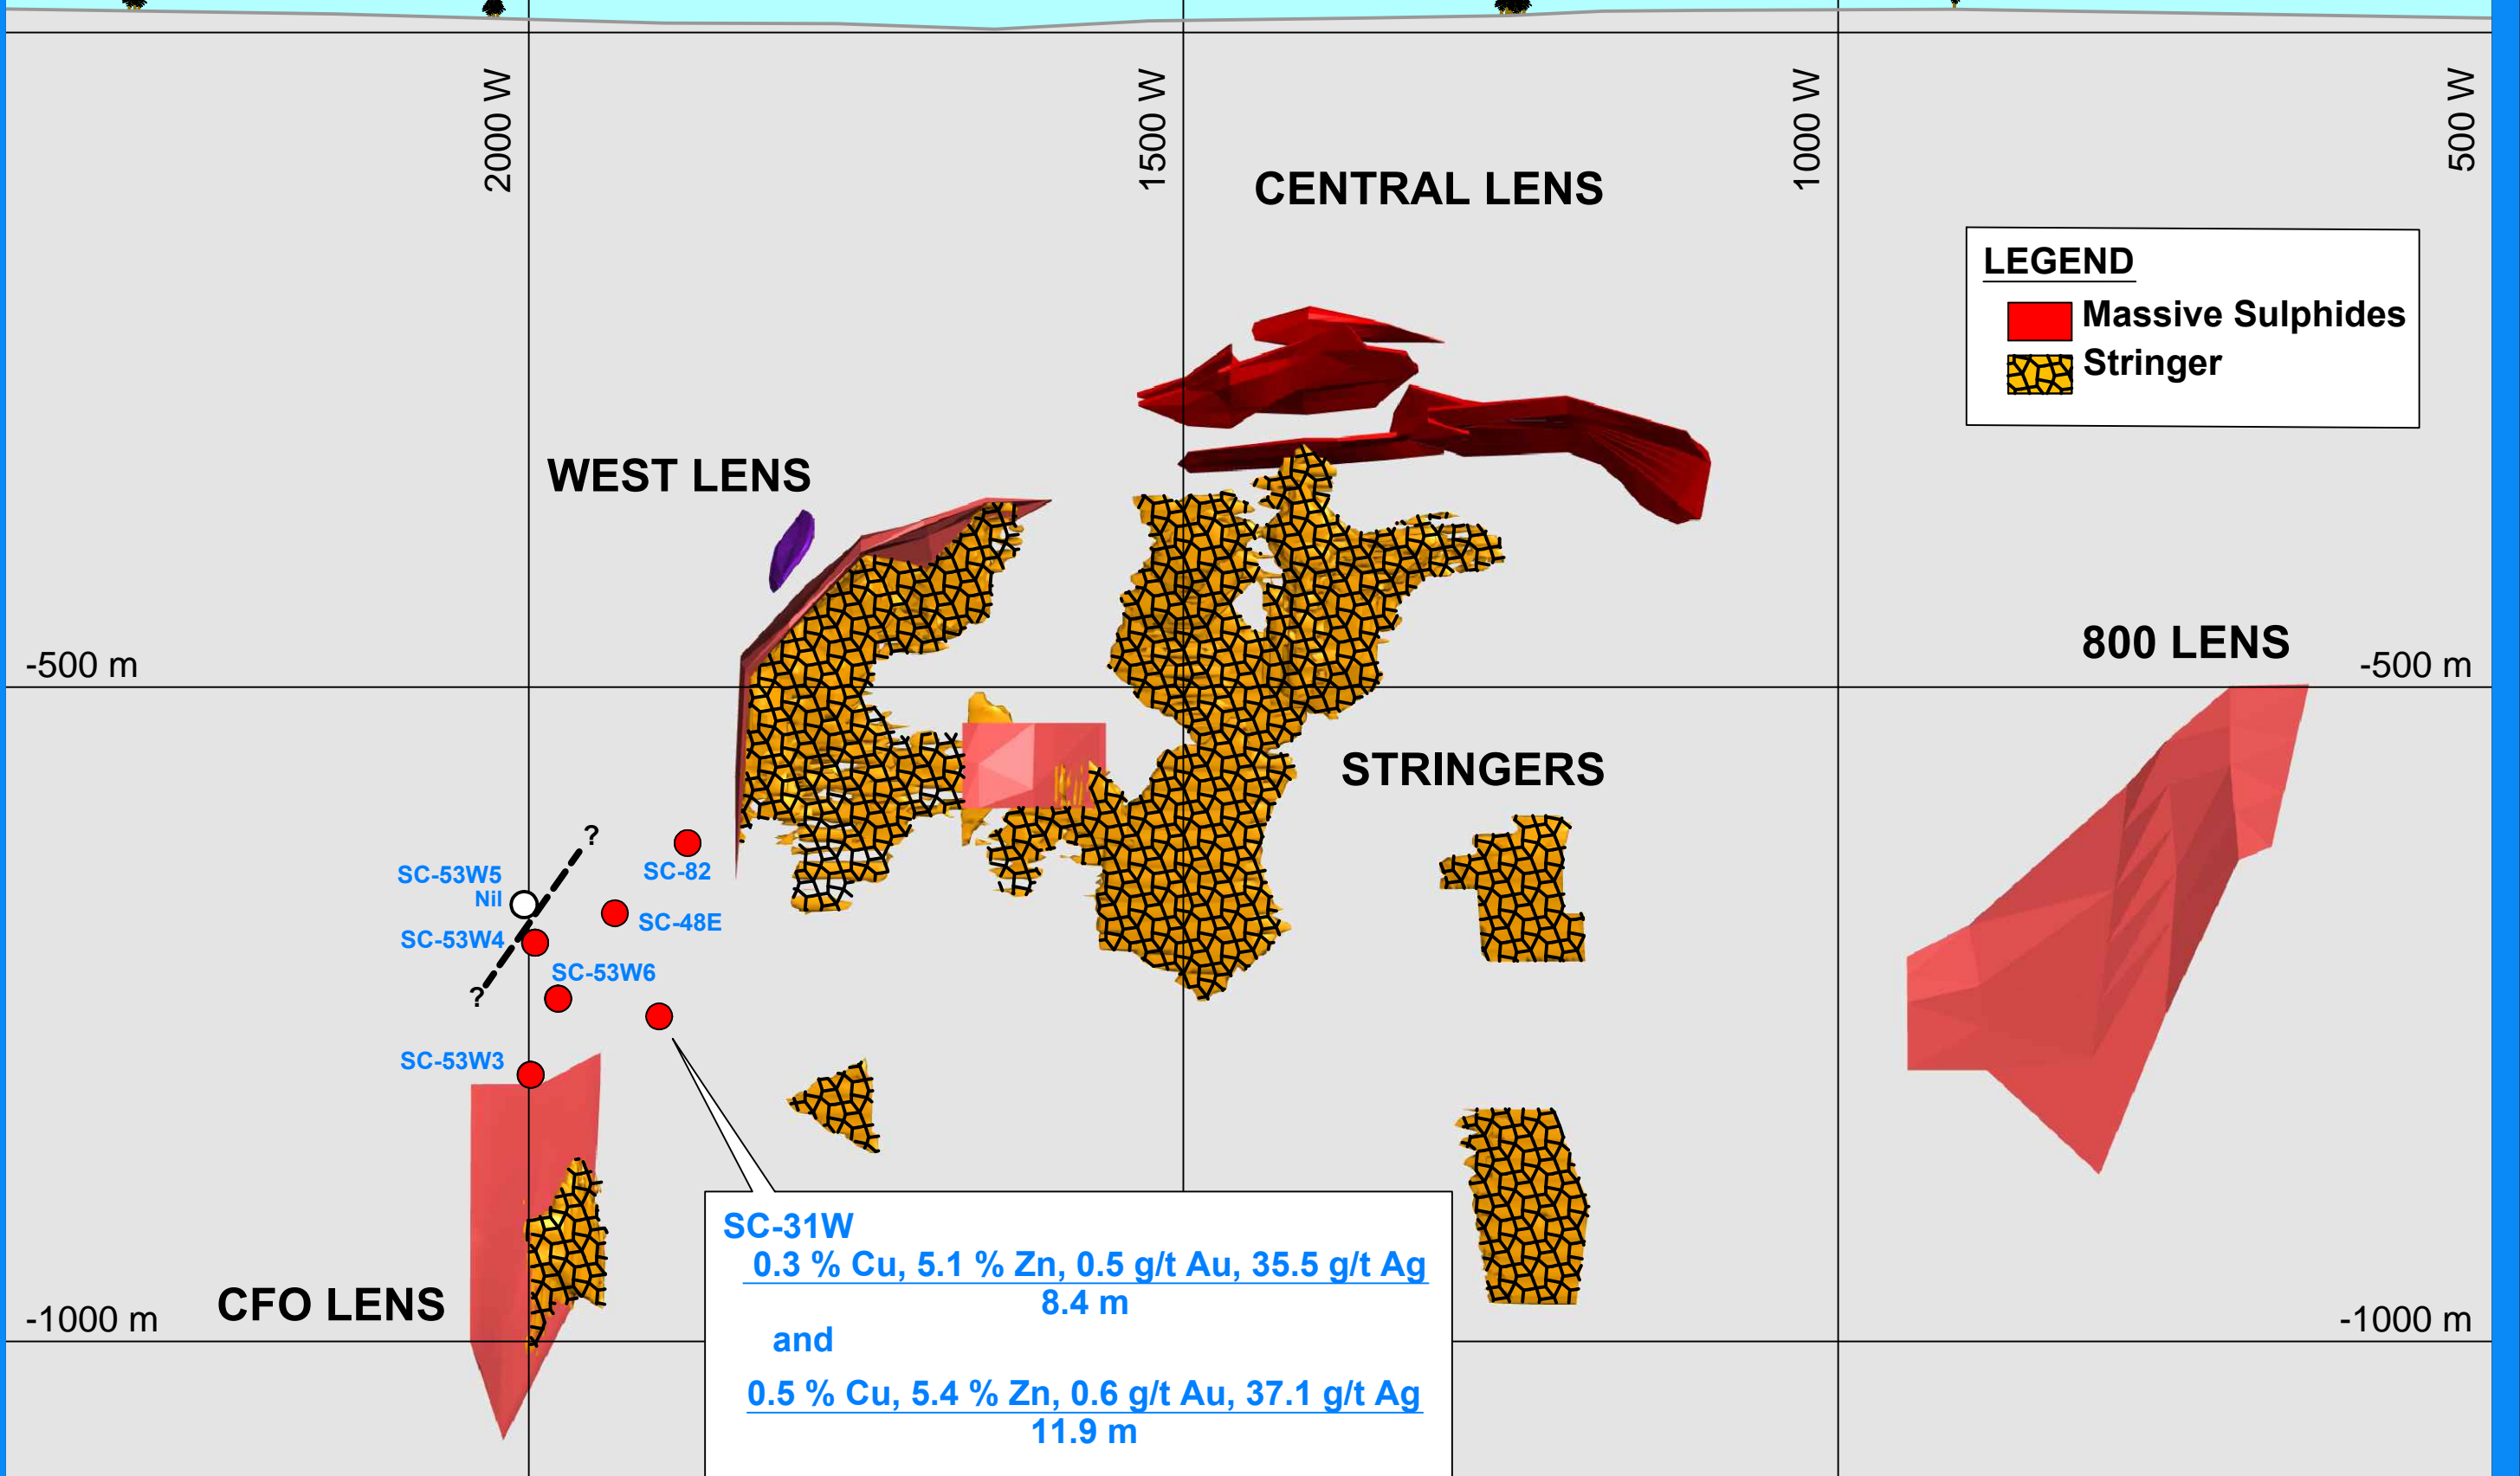 2000 W
1500 W
1000 W
500 W
CENTRAL LENS
LEGEND
Massive Sulphides
Stringer
WEST LENS
800 LENS
-500 m
-500 m
STRINGERS
?
SC-82
SC-53W5
Nil
SC-48E
SC-53W4
SC-53W6
?
SC-53W3
SC-31W
0.3 % Cu, 5.1 % Zn, 0.5 g/t Au, 35.5 g/t Ag
8.4 m
and
0.5 % Cu, 5.4 % Zn, 0.6 g/t Au, 37.1 g/t Ag
11.9 m
CFO LENS
-1000 m
-1000 m